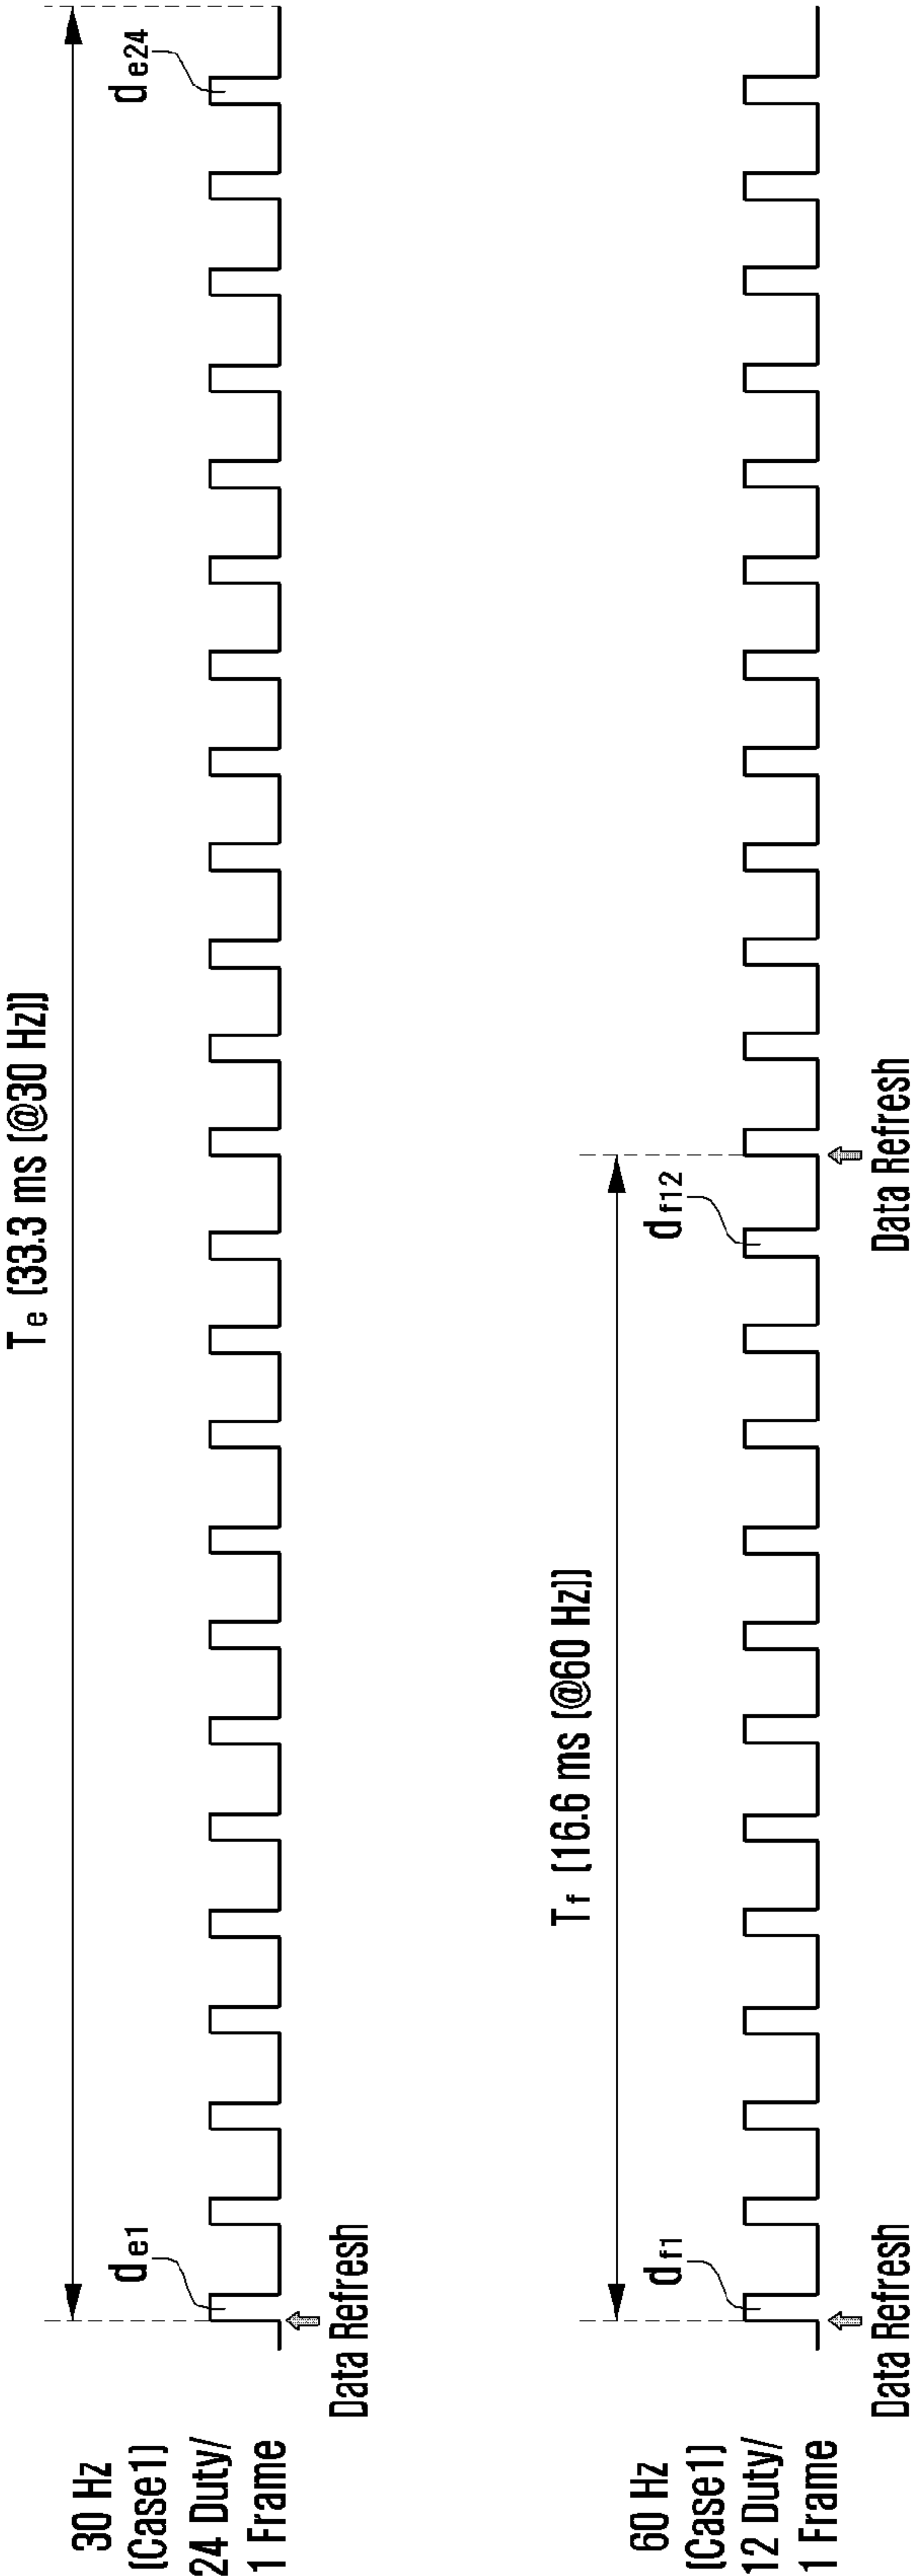 30 Hz
(Case1)
24 Duty/
1 Frame
Te (33.3 ms (@30 Hz))
de1
de24
Data Refresh
60 Hz
(Case1)
12 Duty/
1 Frame
Tf (16.6 ms (@60 Hz))
df1
df12
Data Refresh
Data Refresh